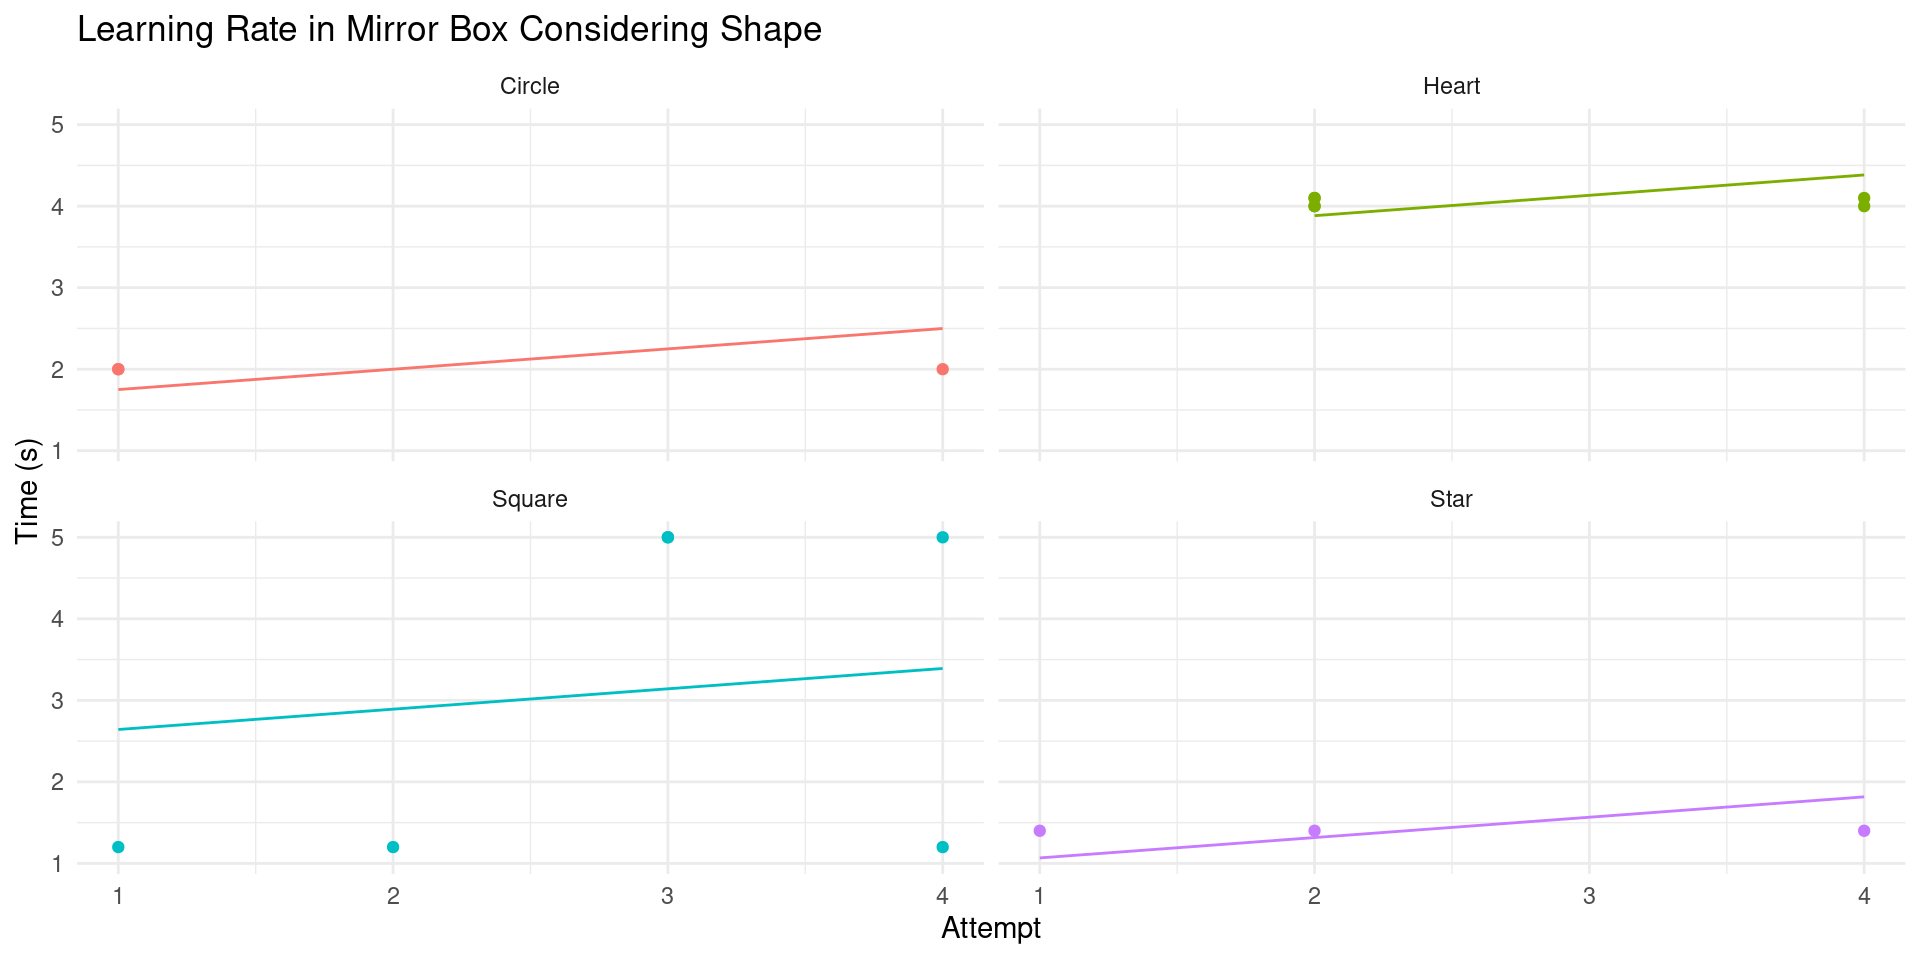 Learning Rate in Mirror Box Considering Shape
Circle
Heart
5
4
3
2
1
Time (s)
Square
Star
5
4
3
2
1
1 2 3 4 1 2 3 4
Attempt